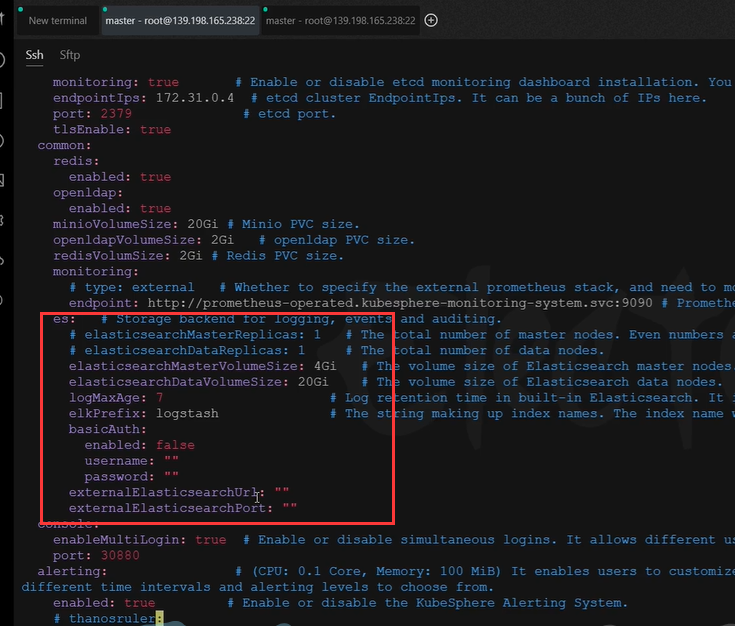 New terminal
master - root@139.198.165.238:22
master - root@139.198.165.238:22
Ssh
Sftp
monitoring: true # Enable or disable etcd monitoring dashboard installation. You
endpointIps: 172.31.0.4 # etcd cluster EndpointIps. It can be a bunch of IPs here.
port: 2379 # etcd port.
tlsEnable: true
common:
redis:
enabled: true
openldap:
enabled: true
minioVolumeSize: 20Gi # Minio PVC size.
openldapVolumeSize: 2Gi # openldap PVC size.
redisVolumSize: 2Gi # Redis PVC size.
monitoring:
# type: external # Whether to specify the external prometheus stack, and need to mo
endpoint: http://prometheus-operated.kubesphere-monitoring-system.svc:9090 # Promethe
es: # Storage backend for logging, events and auditing.
# elasticsearchMasterReplicas: 1 # The total number of master nodes. Even numbers a
# elasticsearchDataReplicas: 1 # The total number of data nodes.
elasticsearchMasterVolumeSize: 4Gi # The volume size of Elasticsearch master nodes.
elasticsearchDataVolumeSize: 20Gi # The volume size of Elasticsearch data nodes.
logMaxAge: 7 # Log retention time in built-in Elasticsearch. It i
elkPrefix: logstash # The string making up index names. The index name w
basicAuth:
enabled: false
username: ""
password: ""
externalElasticsearchUrl: ""
externalElasticsearchPort: ""
console:
enableMultiLogin: true # Enable or disable simultaneous logins. It allows different us
port: 30880
alerting: # (CPU: 0.1 Core, Memory: 100 MiB) It enables users to customize
different time intervals and alerting levels to choose from.
enabled: true # Enable or disable the KubeSphere Alerting System.
# thanosruler: